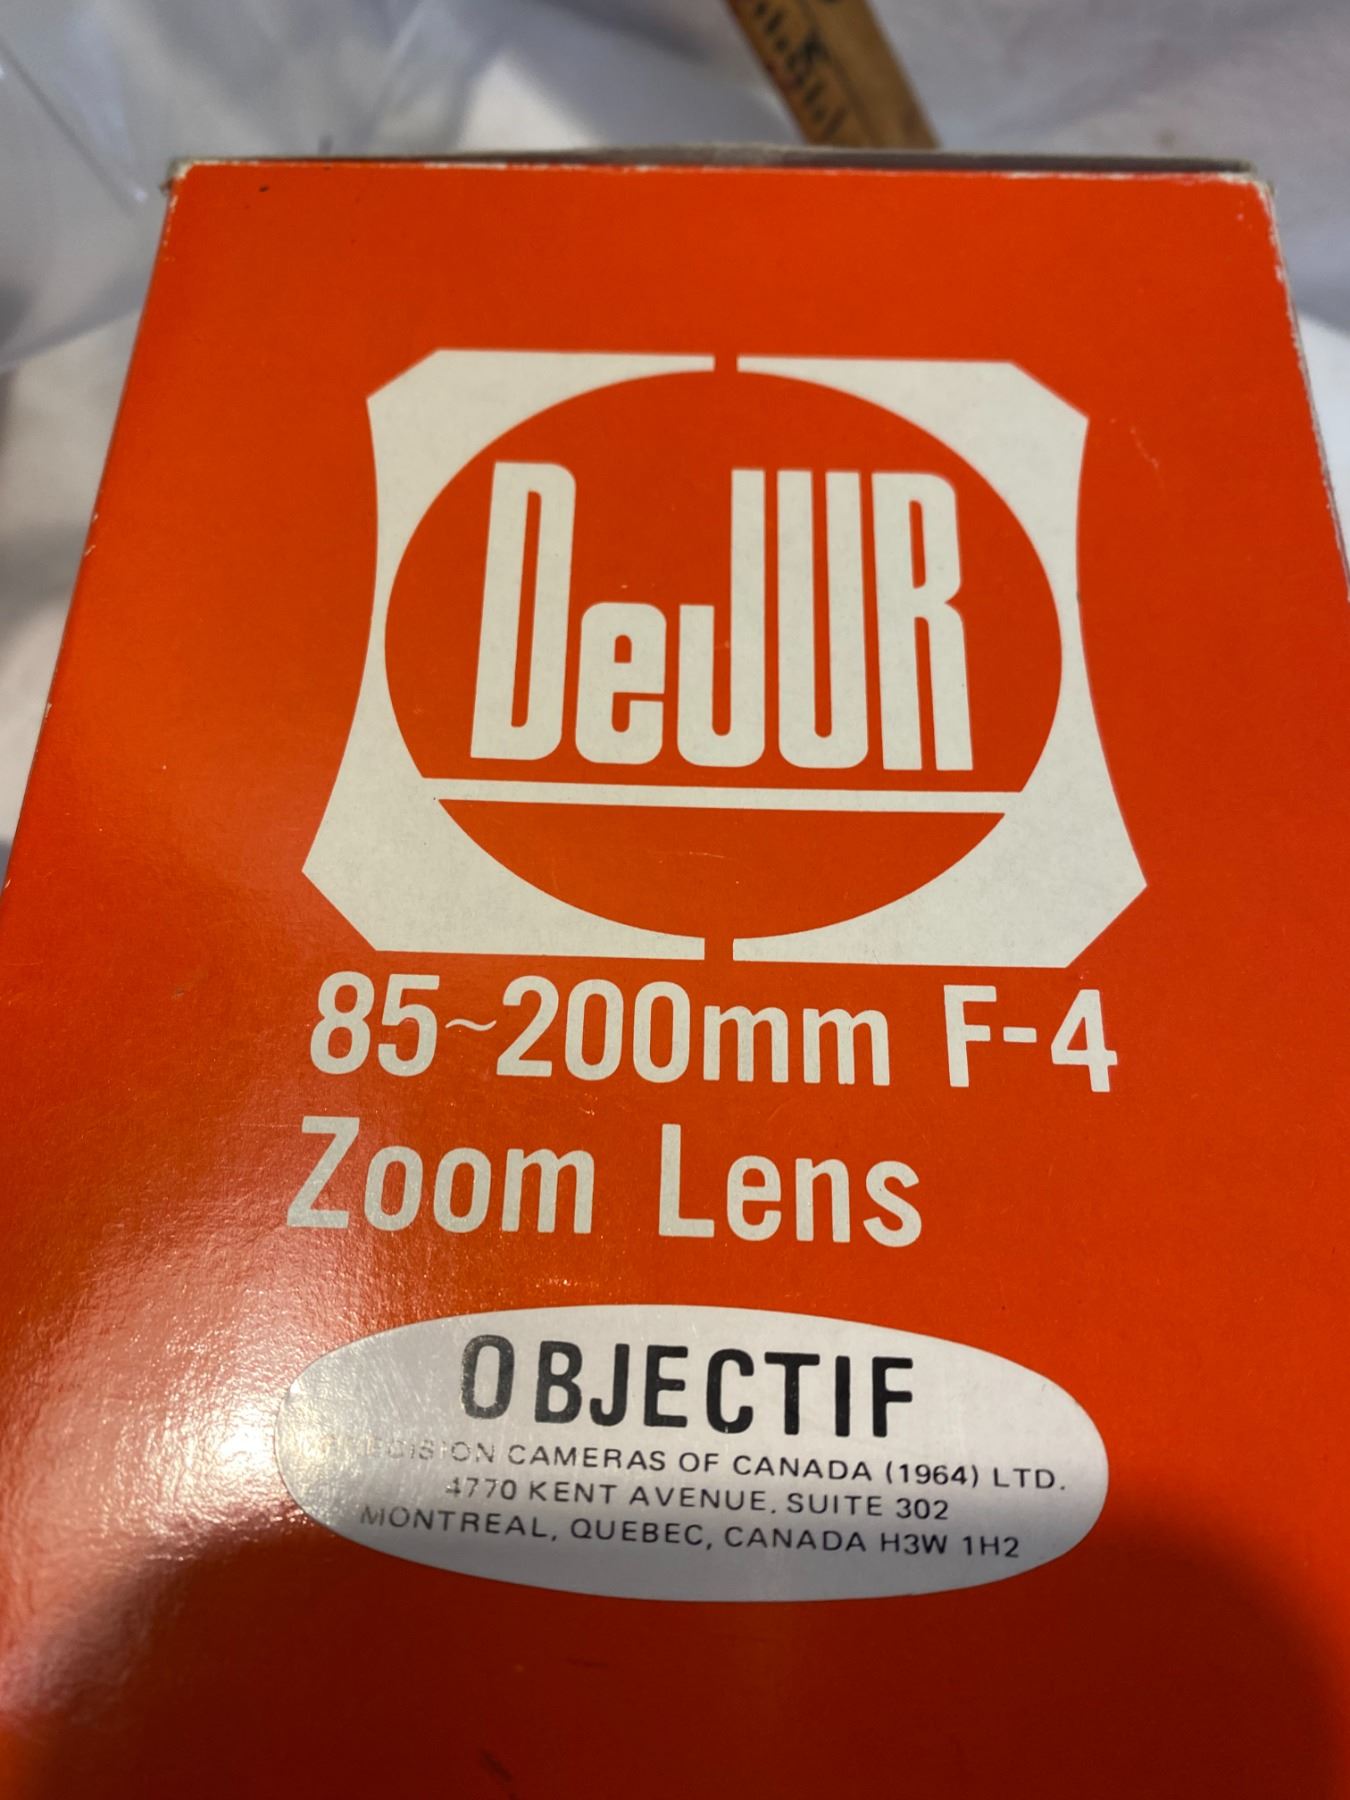 DeJUR
85~200mm F-4
Zoom Lens
OBJECTIF
PRECISION CAMERAS OF CANADA (1964) LTD.
4770 KENT AVENUE, SUITE 302
MONTREAL, QUEBEC, CANADA H3W 1H2